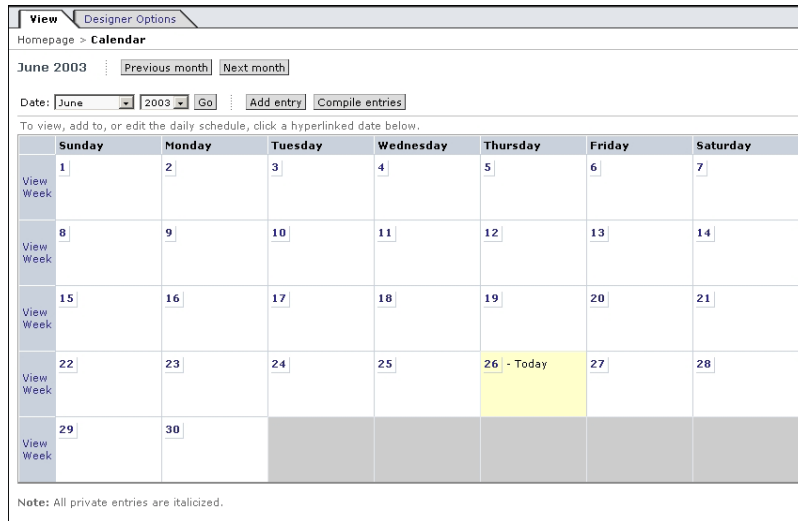 View Designer Options
Homepage > Calendar
June 2003 Previous month Next month
Date: June 2003 Go Add entry Compile entries
To view, add to, or edit the daily schedule, click a hyperlinked date below.
Sunday Monday Tuesday Wednesday Thursday Friday Saturday
View Week 1 2 3 4 5 6 7
View Week 8 9 10 11 12 13 14
View Week 15 16 17 18 19 20 21
View Week 22 23 24 25 26 - Today 27 28
View Week 29 30
Note: All private entries are italicized.